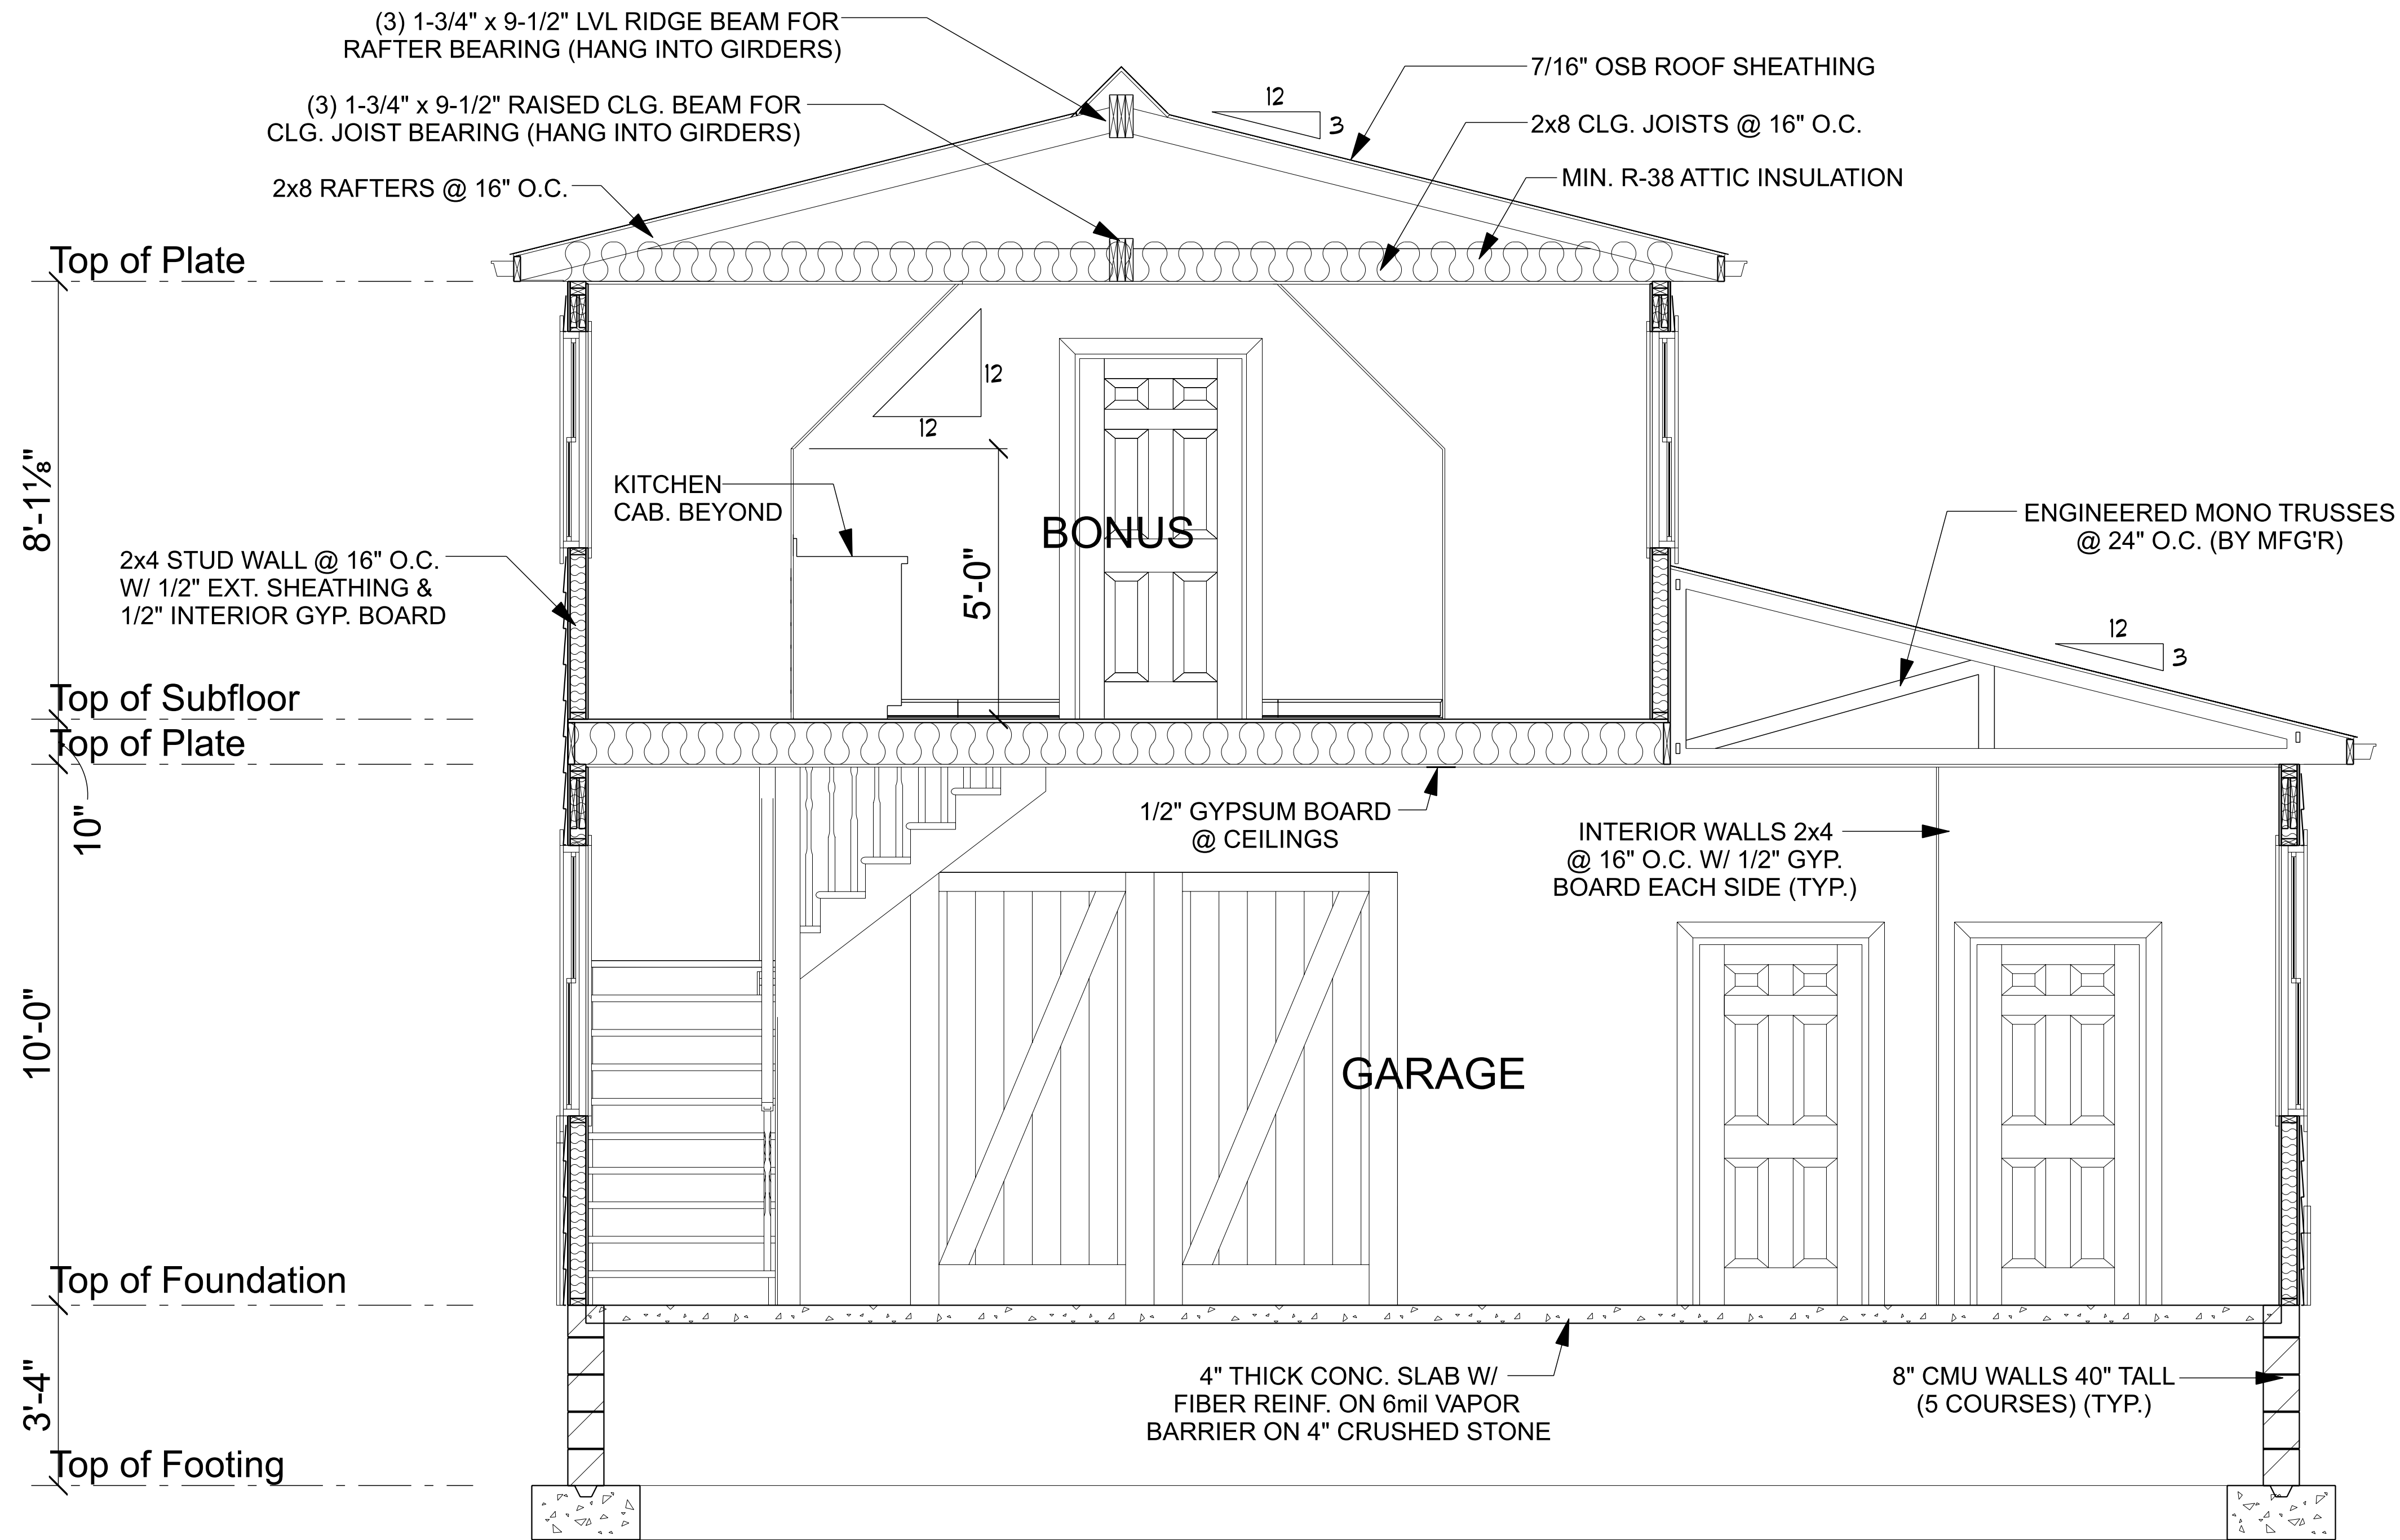 (3) 1-3/4" x 9-1/2" LVL RIDGE BEAM FOR
RAFTER BEARING (HANG INTO GIRDERS)
(3) 1-3/4" x 9-1/2" RAISED CLG. BEAM FOR
CLG. JOIST BEARING (HANG INTO GIRDERS)
2x8 RAFTERS @ 16" O.C.
12
3
7/16" OSB ROOF SHEATHING
2x8 CLG. JOISTS @ 16" O.C.
MIN. R-38 ATTIC INSULATION
Top of Plate
8'-1⅛"
12
12
KITCHEN
CAB. BEYOND
BONUS
5'-0"
2x4 STUD WALL @ 16" O.C.
W/ 1/2" EXT. SHEATHING &
1/2" INTERIOR GYP. BOARD
ENGINEERED MONO TRUSSES
@ 24" O.C. (BY MFG'R)
12
3
Top of Subfloor
Top of Plate
10"
1/2" GYPSUM BOARD
@ CEILINGS
INTERIOR WALLS 2x4
@ 16" O.C. W/ 1/2" GYP.
BOARD EACH SIDE (TYP.)
10'-0"
GARAGE
Top of Foundation
3'-4"
4" THICK CONC. SLAB W/
FIBER REINF. ON 6mil VAPOR
BARRIER ON 4" CRUSHED STONE
8" CMU WALLS 40" TALL
(5 COURSES) (TYP.)
Top of Footing